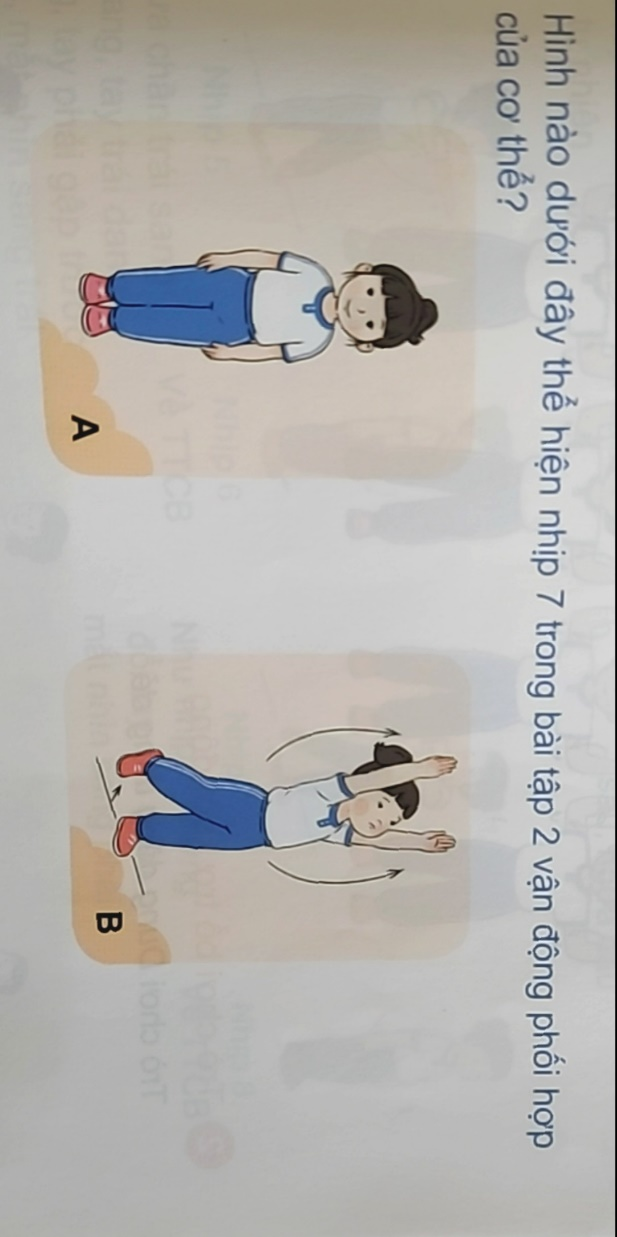 Hình nào dưới đây thể hiện nhịp 7 trong bài tập 2 vận động phối hợp
của cơ thể?
A
B